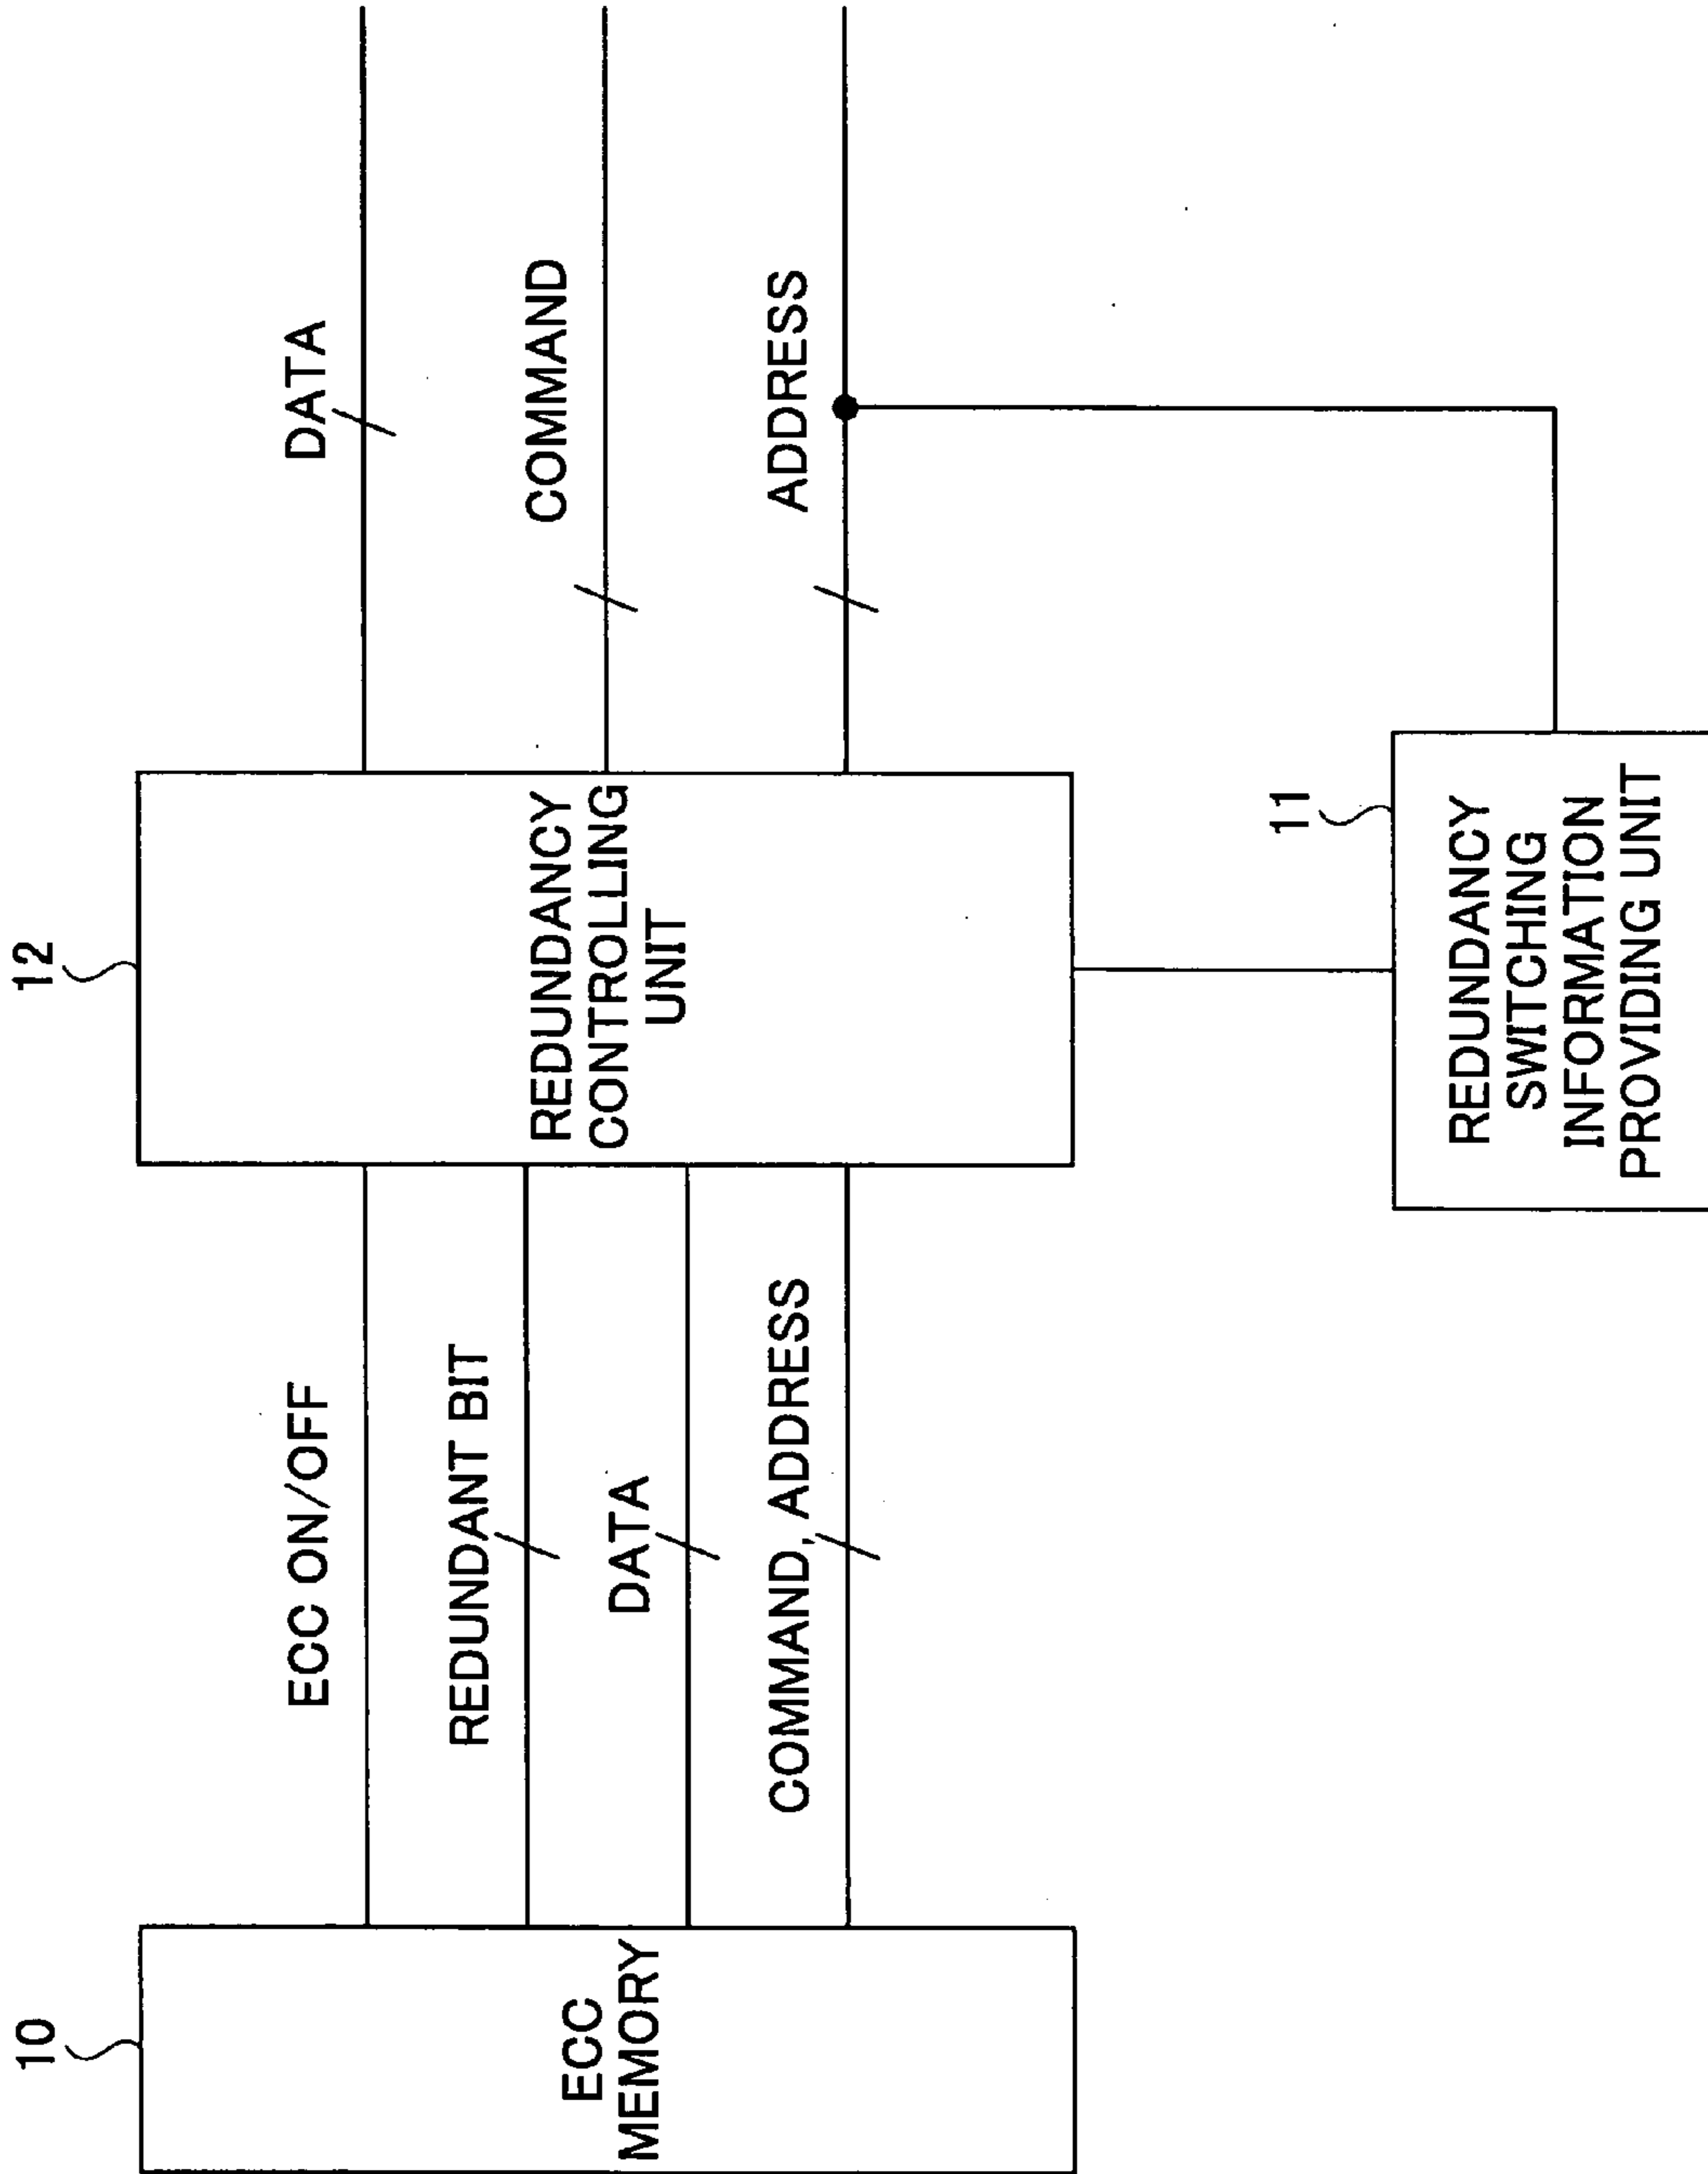 10
ECC
MEMORY
ECC ON/OFF
REDUNDANT BIT
DATA
COMMAND, ADDRESS
12
REDUNDANCY
CONTROLLING
UNIT
DATA
COMMAND
ADDRESS
11
REDUNDANCY
SWITCHING
INFORMATION
PROVIDING UNIT